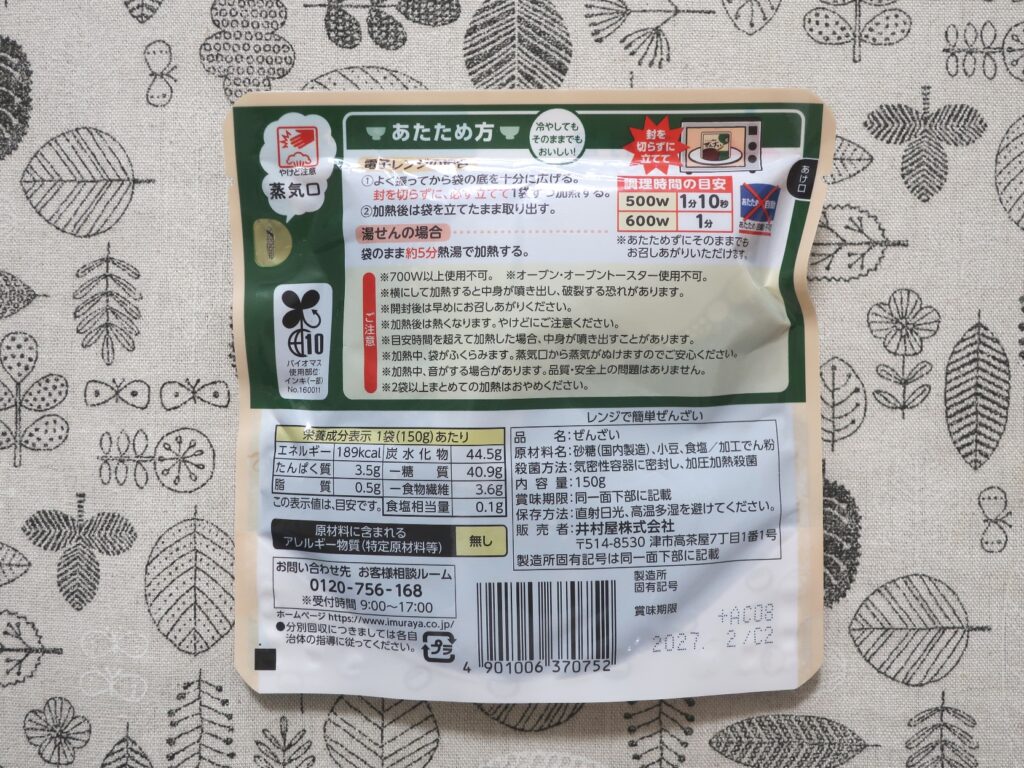 やけど注意
蒸気口
あたため方
冷やしても
そのままでも
おいしい!
封を
切らずに
立てて
あけ口
電子レンジの場合
①よく振ってから袋の底を十分に広げる。
封を切らずに、必ず立てて1袋ずつ加熱する。
②加熱後は袋を立てたまま取り出す。
調理時間の目安
500W 1分10秒
600W 1分
あたため 自動
※あたためずにそのままでも
お召しあがりいただけます。
湯せんの場合
袋のまま約5分熱湯で加熱する。
ご注意
※700W以上使用不可。 ※オーブン・オーブントースター使用不可。
※横にして加熱すると中身が噴き出し、破裂する恐れがあります。
※開封後は早めにお召しあがりください。
※加熱後は熱くなります。やけどにご注意ください。
※目安時間を超えて加熱した場合、中身が噴き出すことがあります。
※加熱中、袋がふくらみます。蒸気口から蒸気がぬけますのでご安心ください。
※加熱中、音がする場合があります。品質・安全上の問題はありません。
※2袋以上まとめての加熱はおやめください。
10
バイオマス
使用部位
インキ(一部)
No.160011
栄養成分表示 1袋(150g)あたり
エネルギー 189kcal 炭水化物 44.5g
たんぱく質 3.5g −糖質 40.9g
脂質 0.5g −食物繊維 3.6g
この表示値は、目安です。 食塩相当量 0.1g
原材料に含まれる
アレルギー物質(特定原材料等) 無し
お問い合わせ先 お客様相談ルーム
0120-756-168
※受付時間 9:00〜17:00
ホームページ https://www.imuraya.co.jp/
●分別回収につきましては各自
治体の指導に従ってください。
プラ
レンジで簡単ぜんざい
品名:ぜんざい
原材料名:砂糖(国内製造)、小豆、食塩/加工でん粉
殺菌方法:気密性容器に密封し、加圧加熱殺菌
内容量:150g
賞味期限:同一面下部に記載
保存方法:直射日光、高温多湿を避けてください。
販売者:井村屋株式会社
〒514-8530 津市高茶屋7丁目1番1号
製造所固有記号は同一面下部に記載
4 901006 370752
製造所
固有記号
+AC08
賞味期限
2027. 2/C2